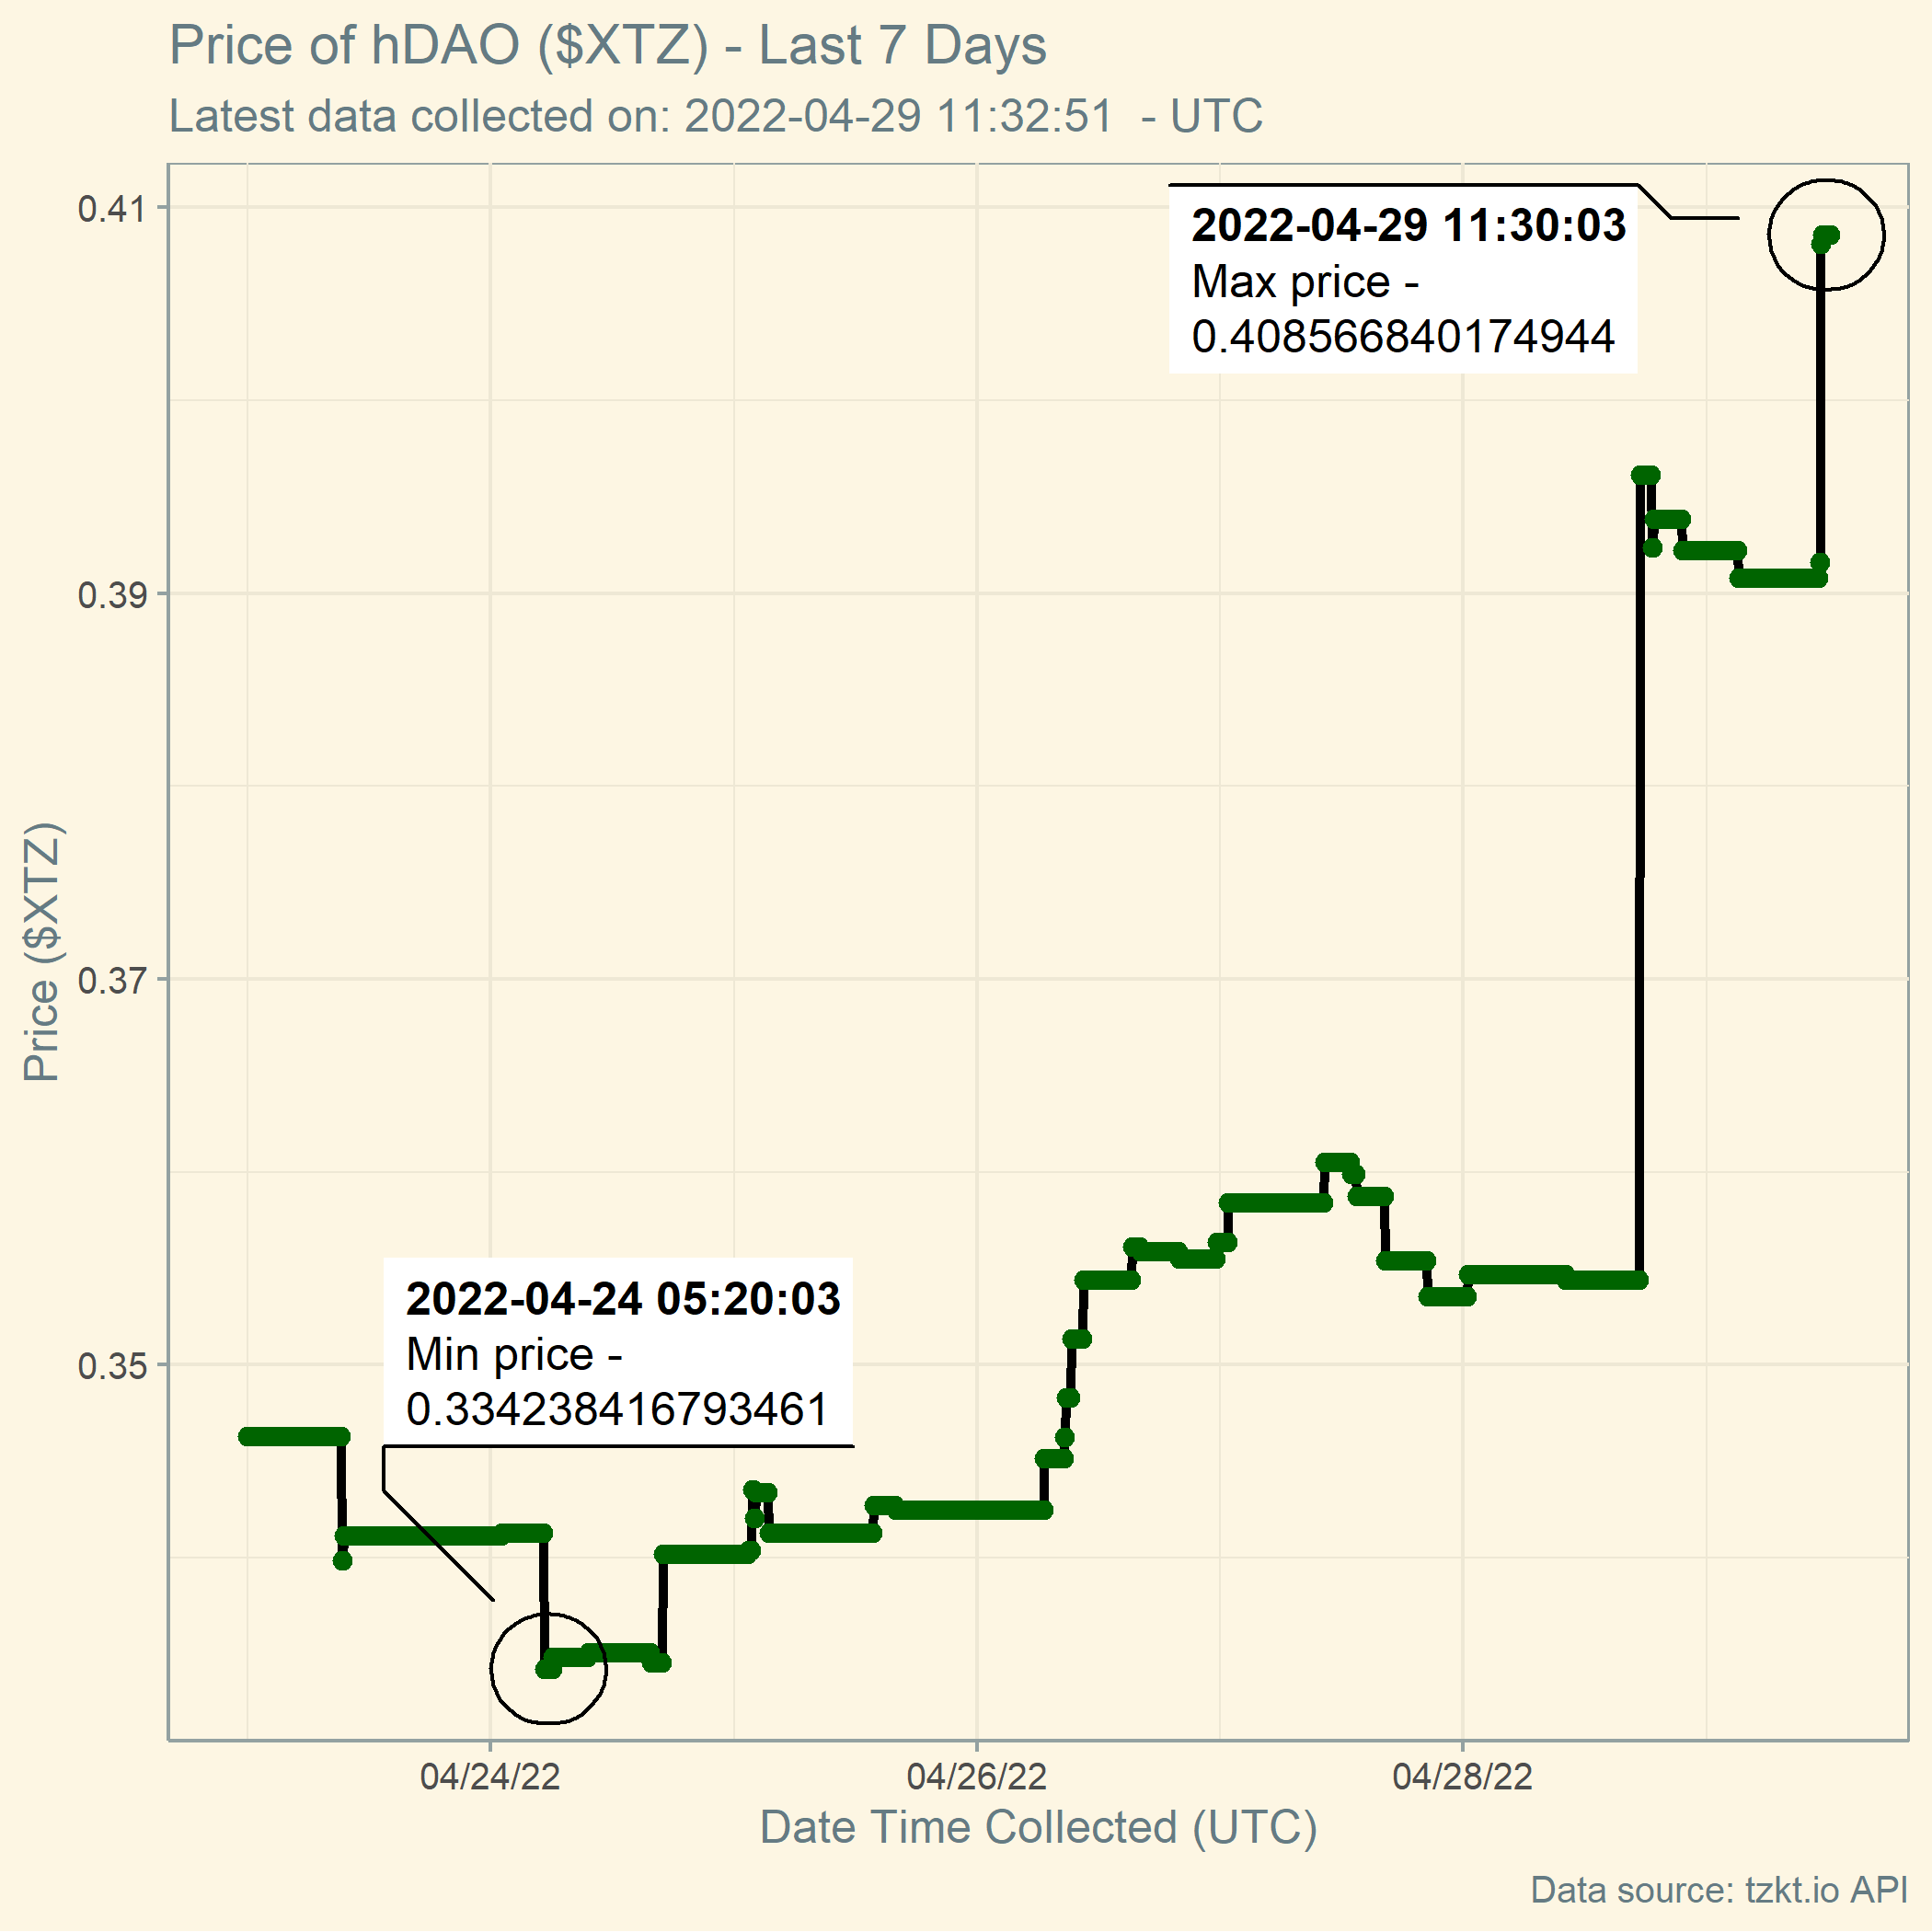 Price of hDAO ($XTZ) - Last 7 Days
Latest data collected on: 2022-04-29 11:32:51  - UTC
2022-04-29 11:30:03
Max price -
0.408566840174944
0.41
0.39
0.37
0.35
Price ($XTZ)
2022-04-24 05:20:03
Min price -
0.334238416793461
04/24/22
04/26/22
04/28/22
Date Time Collected (UTC)
Data source: tzkt.io API